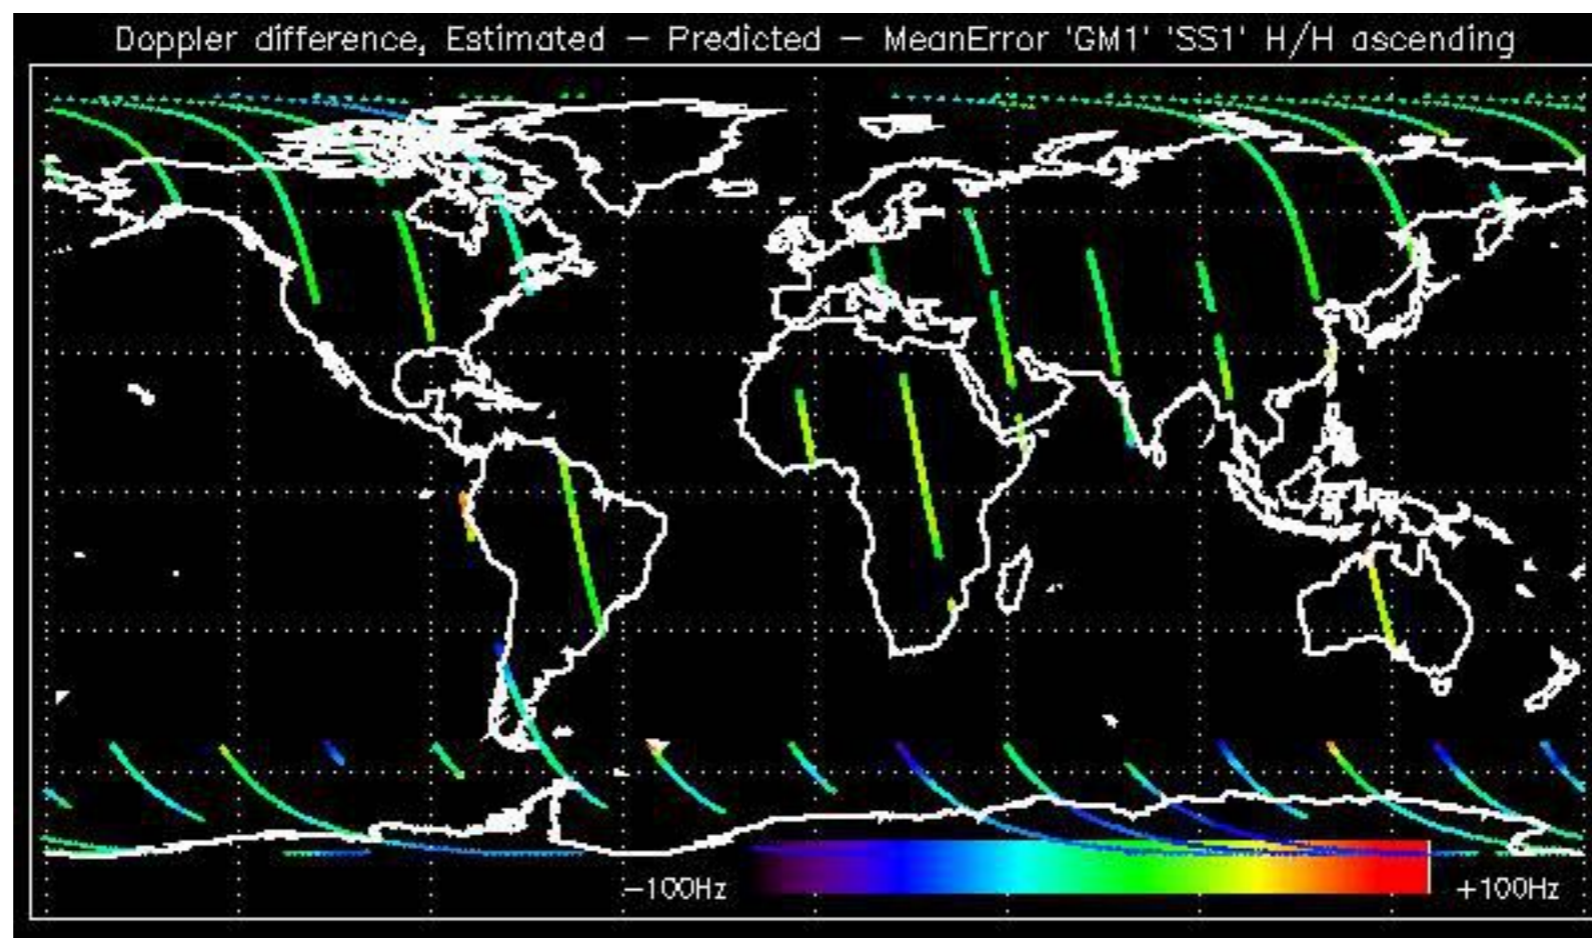 Doppler difference, Estimated – Predicted – MeanError 'GM1' 'SS1' H/H ascending
–100Hz
+100Hz